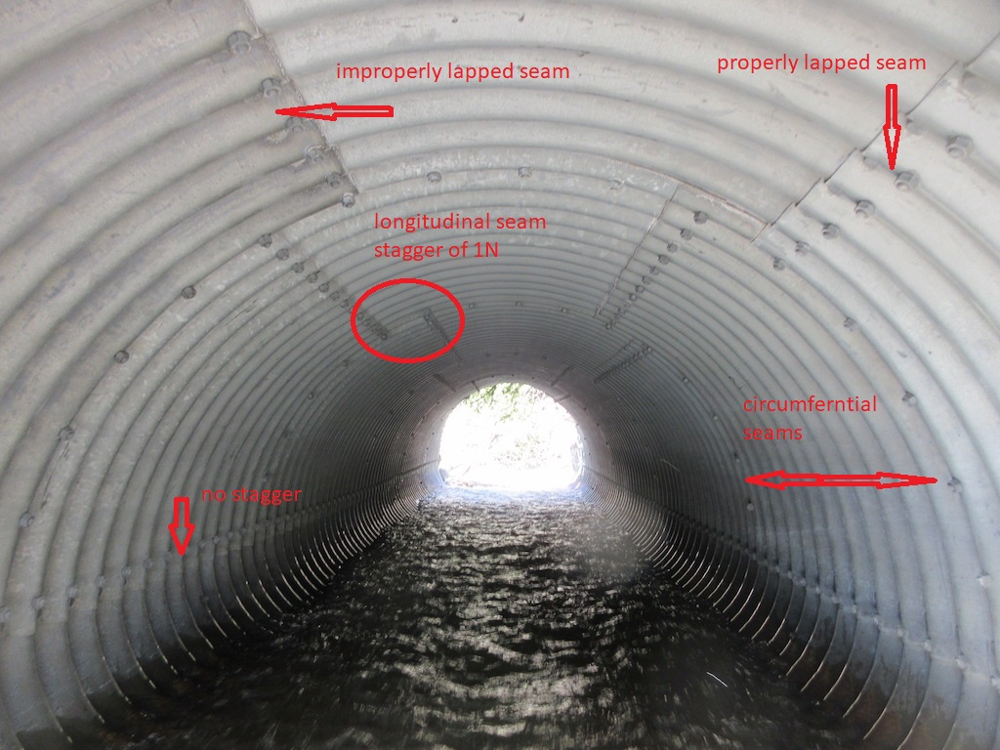 improperly lapped seam
properly lapped seam
longitudinal seam
stagger of 1N
circumferntial
seams
no stagger